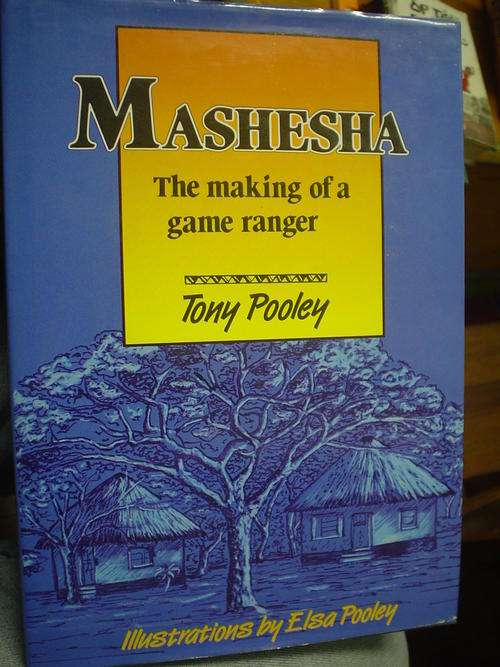 MASHESHA
The making of a
game ranger
Tony Pooley
Illustrations by Elsa Pooley